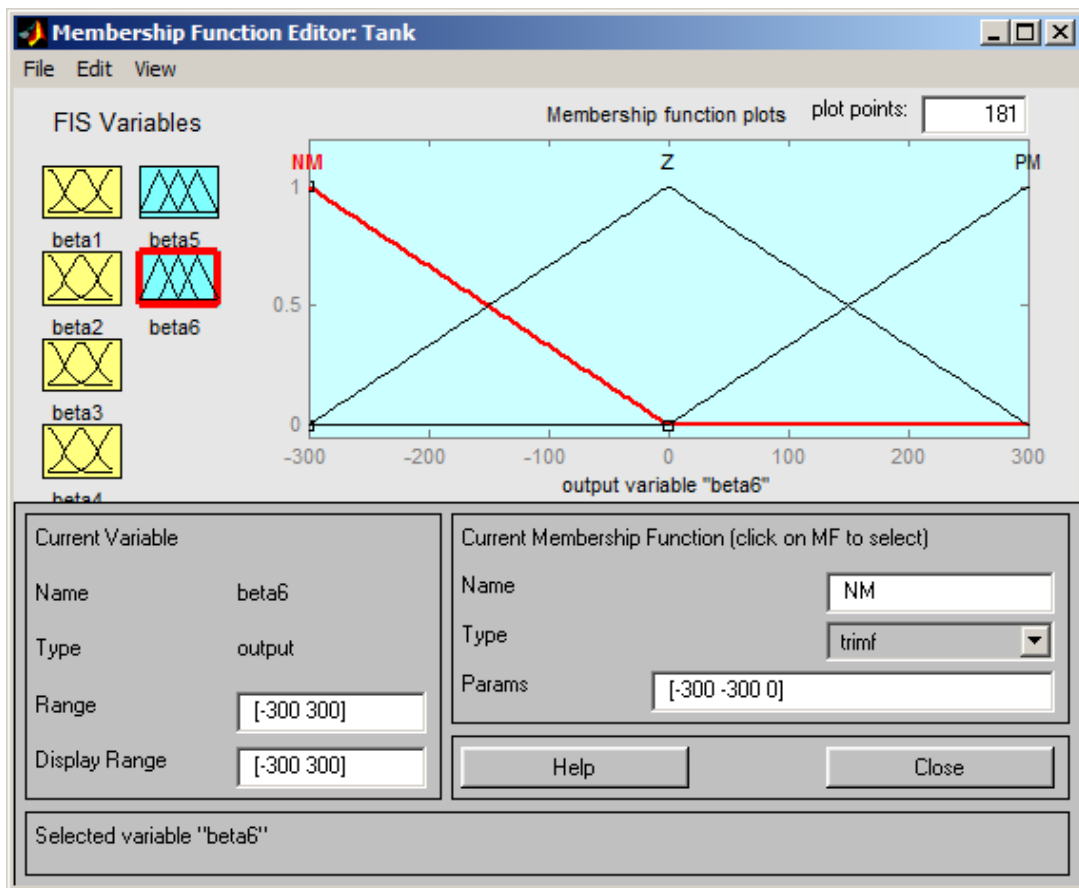 Membership Function Editor: Tank
File Edit View
FIS Variables
Membership function plots plot points: 181
NM Z PM
1
0.5
0
-300 -200 -100 0 100 200 300
output variable "beta6"
beta1 beta5
beta2 beta6
beta3
beta4
Current Variable
Name beta6
Type output
Range [-300 300]
Display Range [-300 300]
Current Membership Function (click on MF to select)
Name NM
Type trimf
Params [-300 -300 0]
Help Close
Selected variable "beta6"